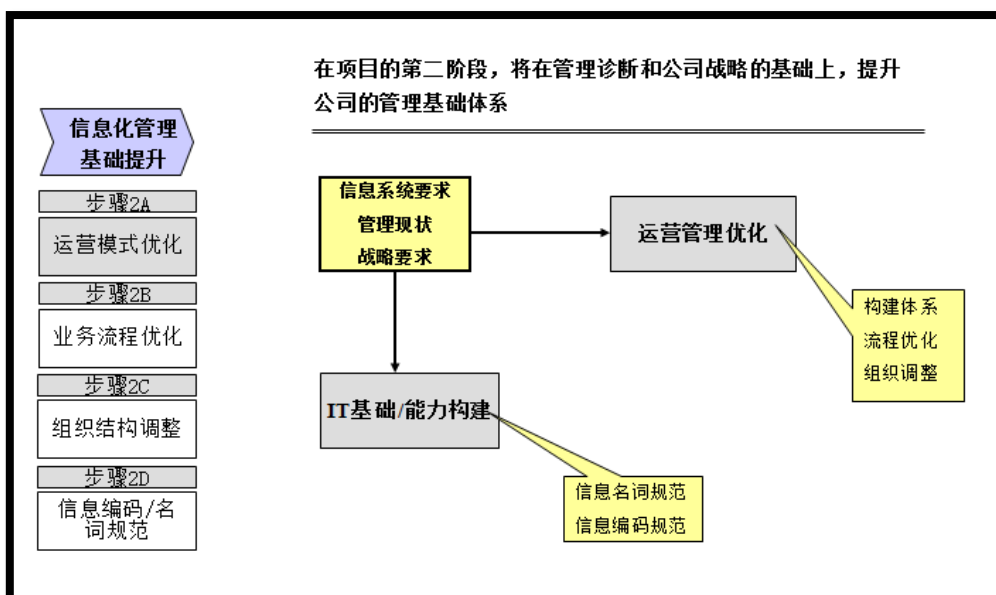 在项目的第二阶段，将在管理诊断和公司战略的基础上，提升
公司的管理基础体系
信息化管理
基础提升
步骤2A
运营模式优化
步骤2B
业务流程优化
步骤2C
组织结构调整
步骤2D
信息编码/名
词规范
信息系统要求
管理现状
战略要求
运营管理优化
构建体系
流程优化
组织调整
IT基础/能力构建
信息名词规范
信息编码规范